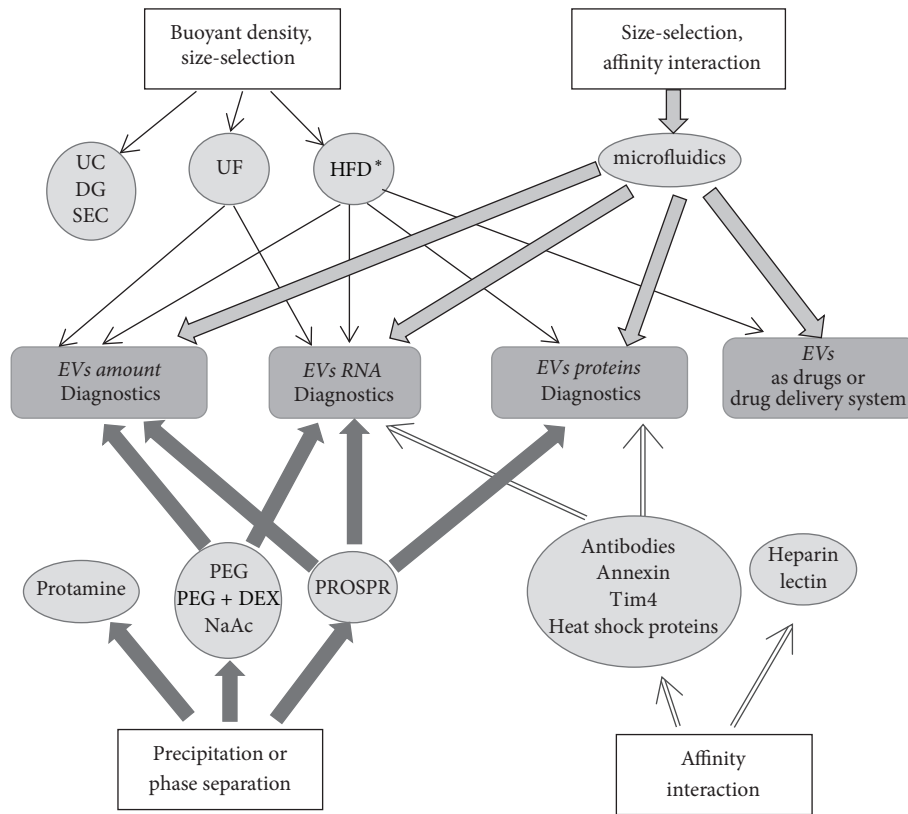 Buoyant density,
size-selection
Size-selection,
affinity interaction
UC
DG
SEC
UF
HFD*
microfluidics
EVs amount
Diagnostics
EVs RNA
Diagnostics
EVs proteins
Diagnostics
EVs
as drugs or
drug delivery system
Protamine
PEG
PEG + DEX
NaAc
PROSPR
Antibodies
Annexin
Tim4
Heat shock proteins
Heparin
lectin
Precipitation or
phase separation
Affinity
interaction